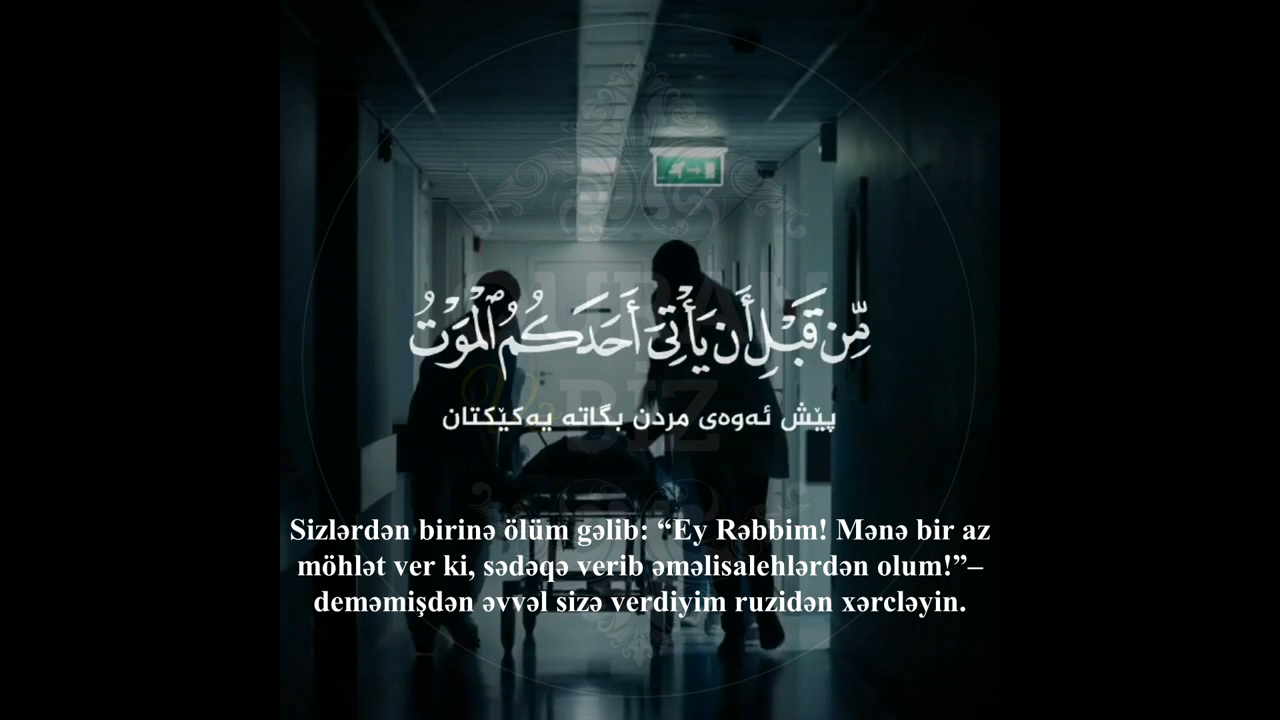 مِّن قَبْلِ أَن يَأْتِىَ أَحَدَكُمُ ٱلْمَوْتُ
پێش ئەوەی مردن بگاتە یەکێکتان
BİZ
Sizlərdən birinə ölüm gəlib: “Ey Rəbbim! Mənə bir az
möhlət ver ki, sədəqə verib əməlisalehlərdən olum!”–
deməmişdən əvvəl sizə verdiyim ruzidən xərcləyin.